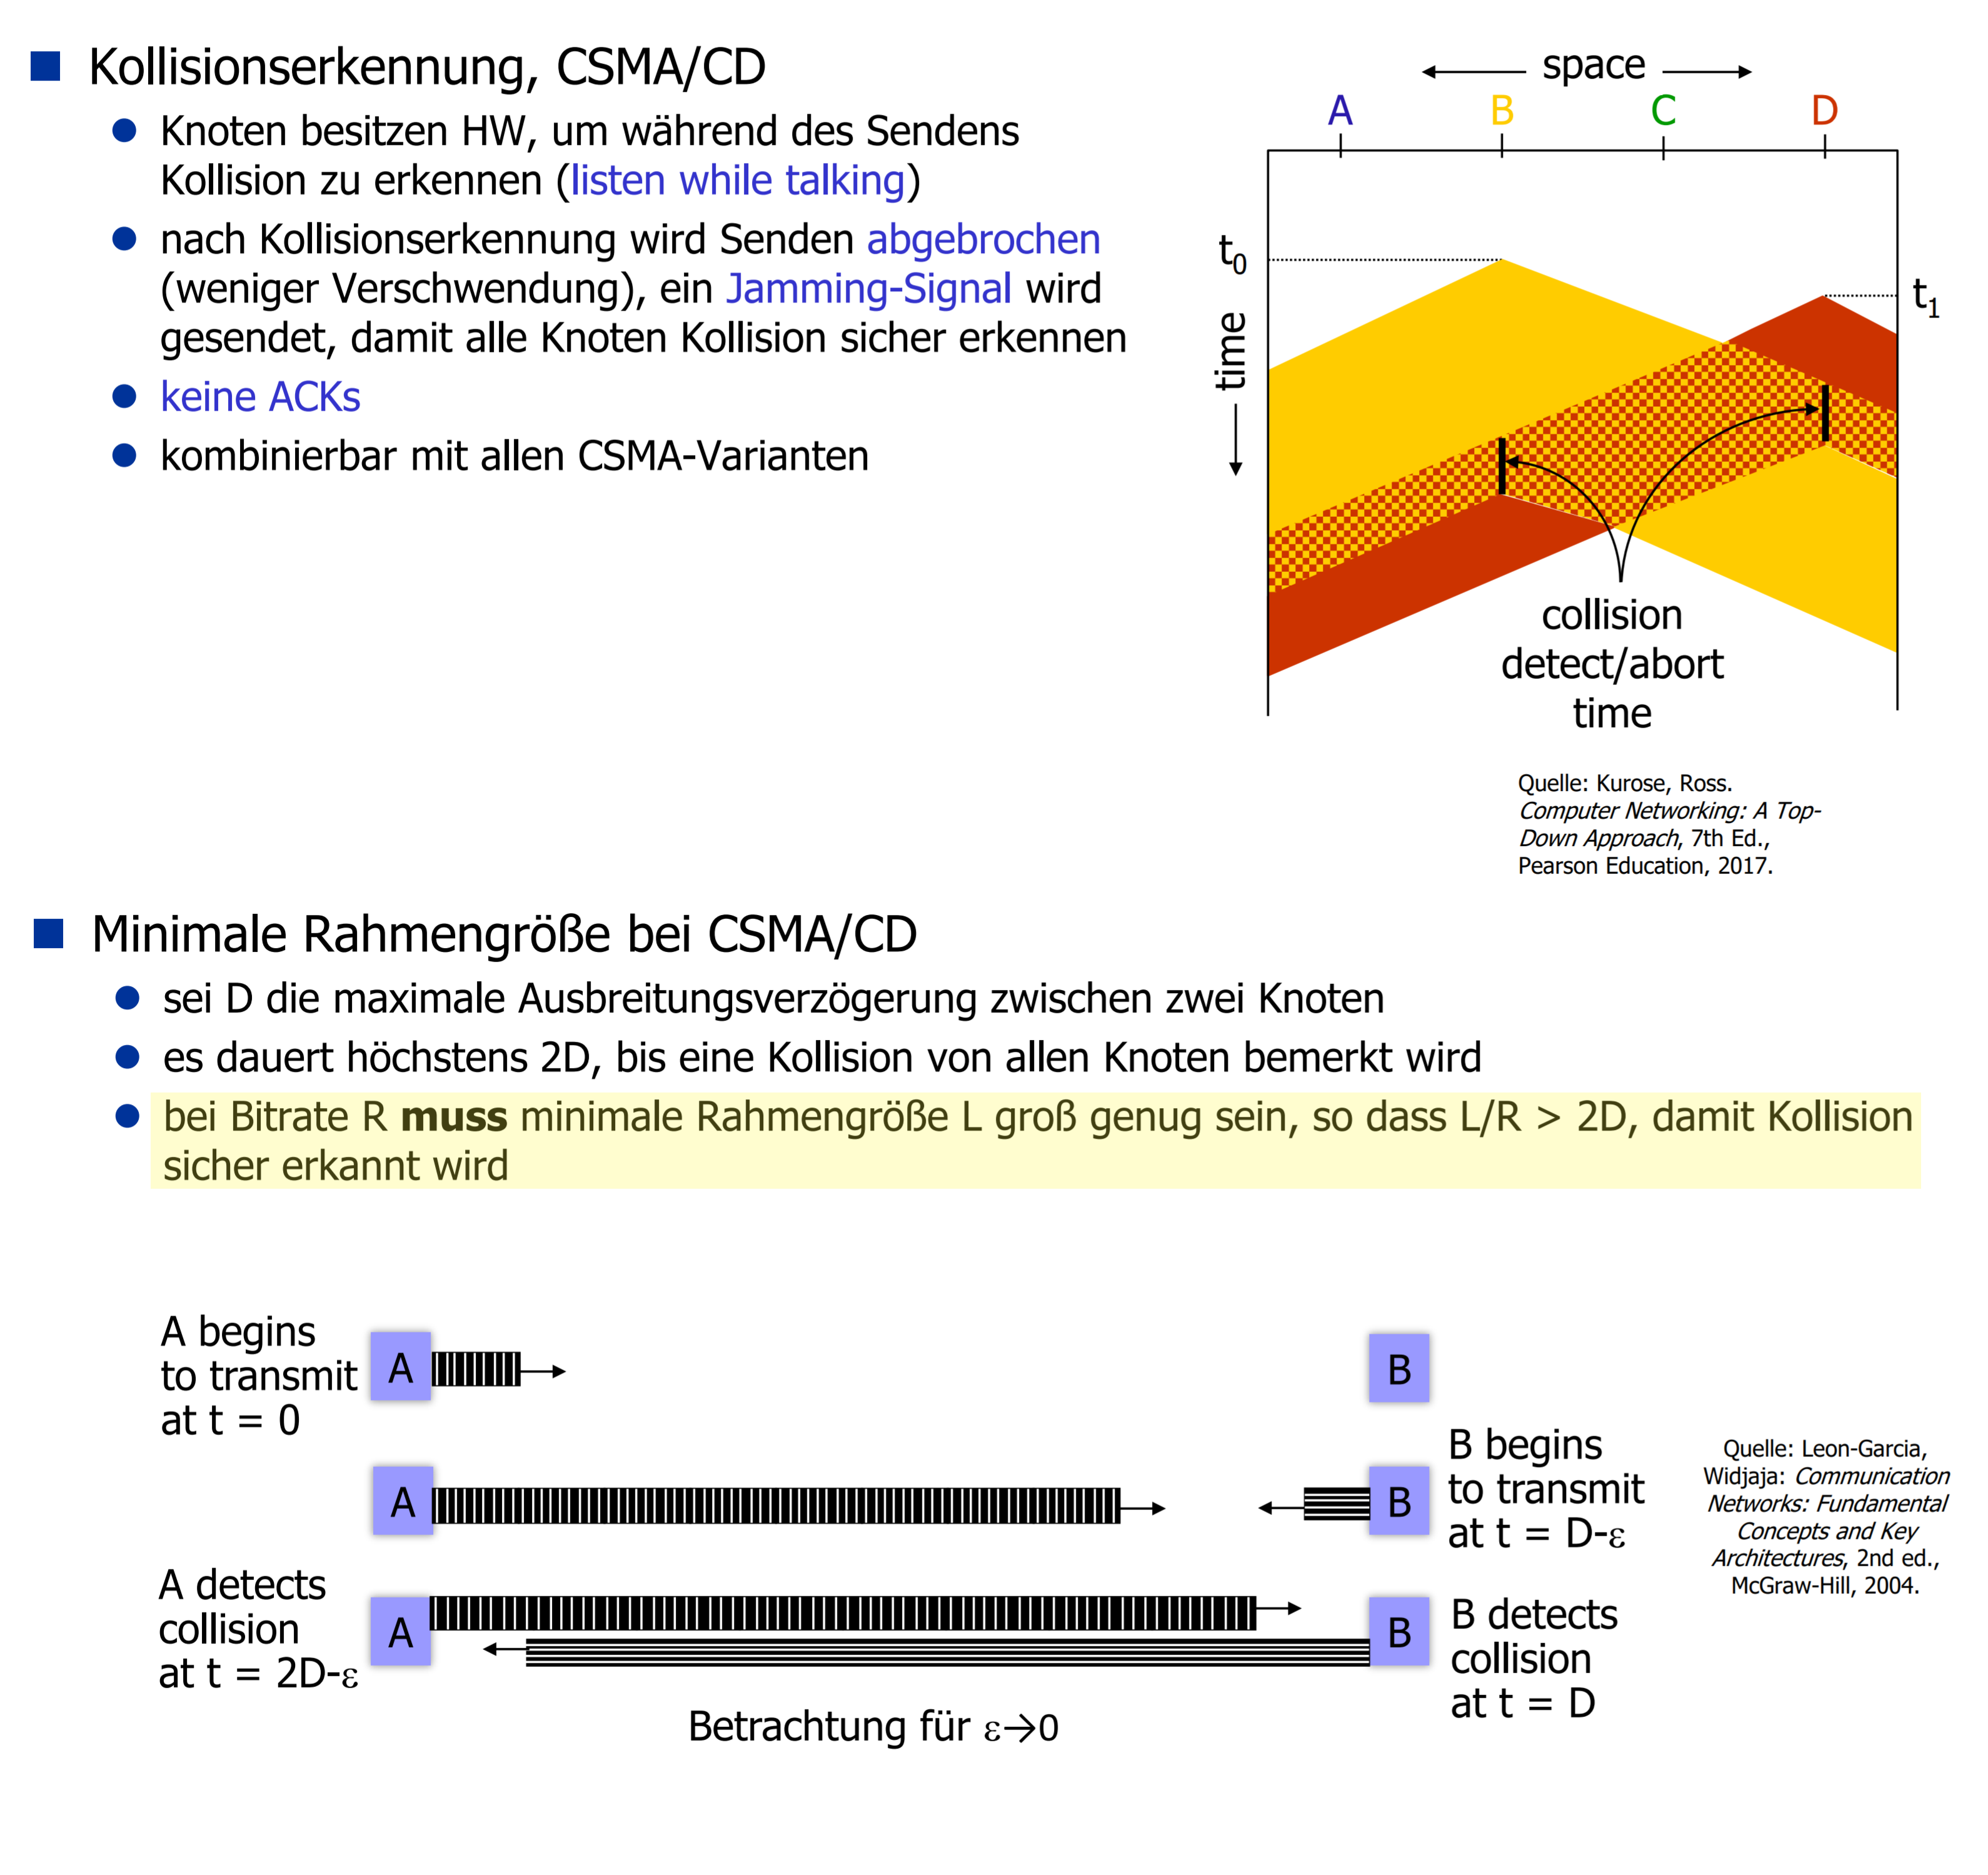 Kollisionserkennung, CSMA/CD
Knoten besitzen HW, um während des Sendens
Kollision zu erkennen (listen while talking)
nach Kollisionserkennung wird Senden abgebrochen
(weniger Verschwendung), ein Jamming-Signal wird
gesendet, damit alle Knoten Kollision sicher erkennen
keine ACKs
kombinierbar mit allen CSMA-Varianten
space
A B C D
t0
t1
time
collision
detect/abort
time
Quelle: Kurose, Ross.
Computer Networking: A Top-
Down Approach, 7th Ed.,
Pearson Education, 2017.
Minimale Rahmengröße bei CSMA/CD
sei D die maximale Ausbreitungsverzögerung zwischen zwei Knoten
es dauert höchstens 2D, bis eine Kollision von allen Knoten bemerkt wird
bei Bitrate R muss minimale Rahmengröße L groß genug sein, so dass L/R > 2D, damit Kollision
sicher erkannt wird
A begins
to transmit
at t = 0
A
B
A
B
B begins
to transmit
at t = D-ε
A detects
collision
at t = 2D-ε
A
B
B detects
collision
at t = D
Betrachtung für ε→0
Quelle: Leon-Garcia,
Widjaja: Communication
Networks: Fundamental
Concepts and Key
Architectures, 2nd ed.,
McGraw-Hill, 2004.